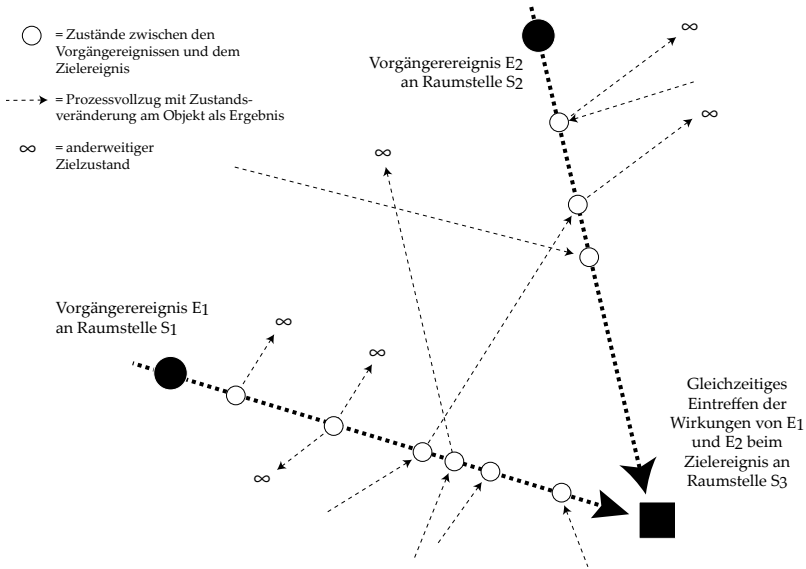 = Zustände zwischen den
Vorgängereignissen und dem
Zielereignis
= Prozessvollzug mit Zustands-
veränderung am Objekt als Ergebnis
∞ = anderweitiger
Zielzustand
Vorgängerereignis E2
an Raumstelle S2
∞
∞
∞
Vorgängerereignis E1
an Raumstelle S1
∞
∞
∞
Gleichzeitiges
Eintreffen der
Wirkungen von E1
und E2 beim
Zielereignis an
Raumstelle S3